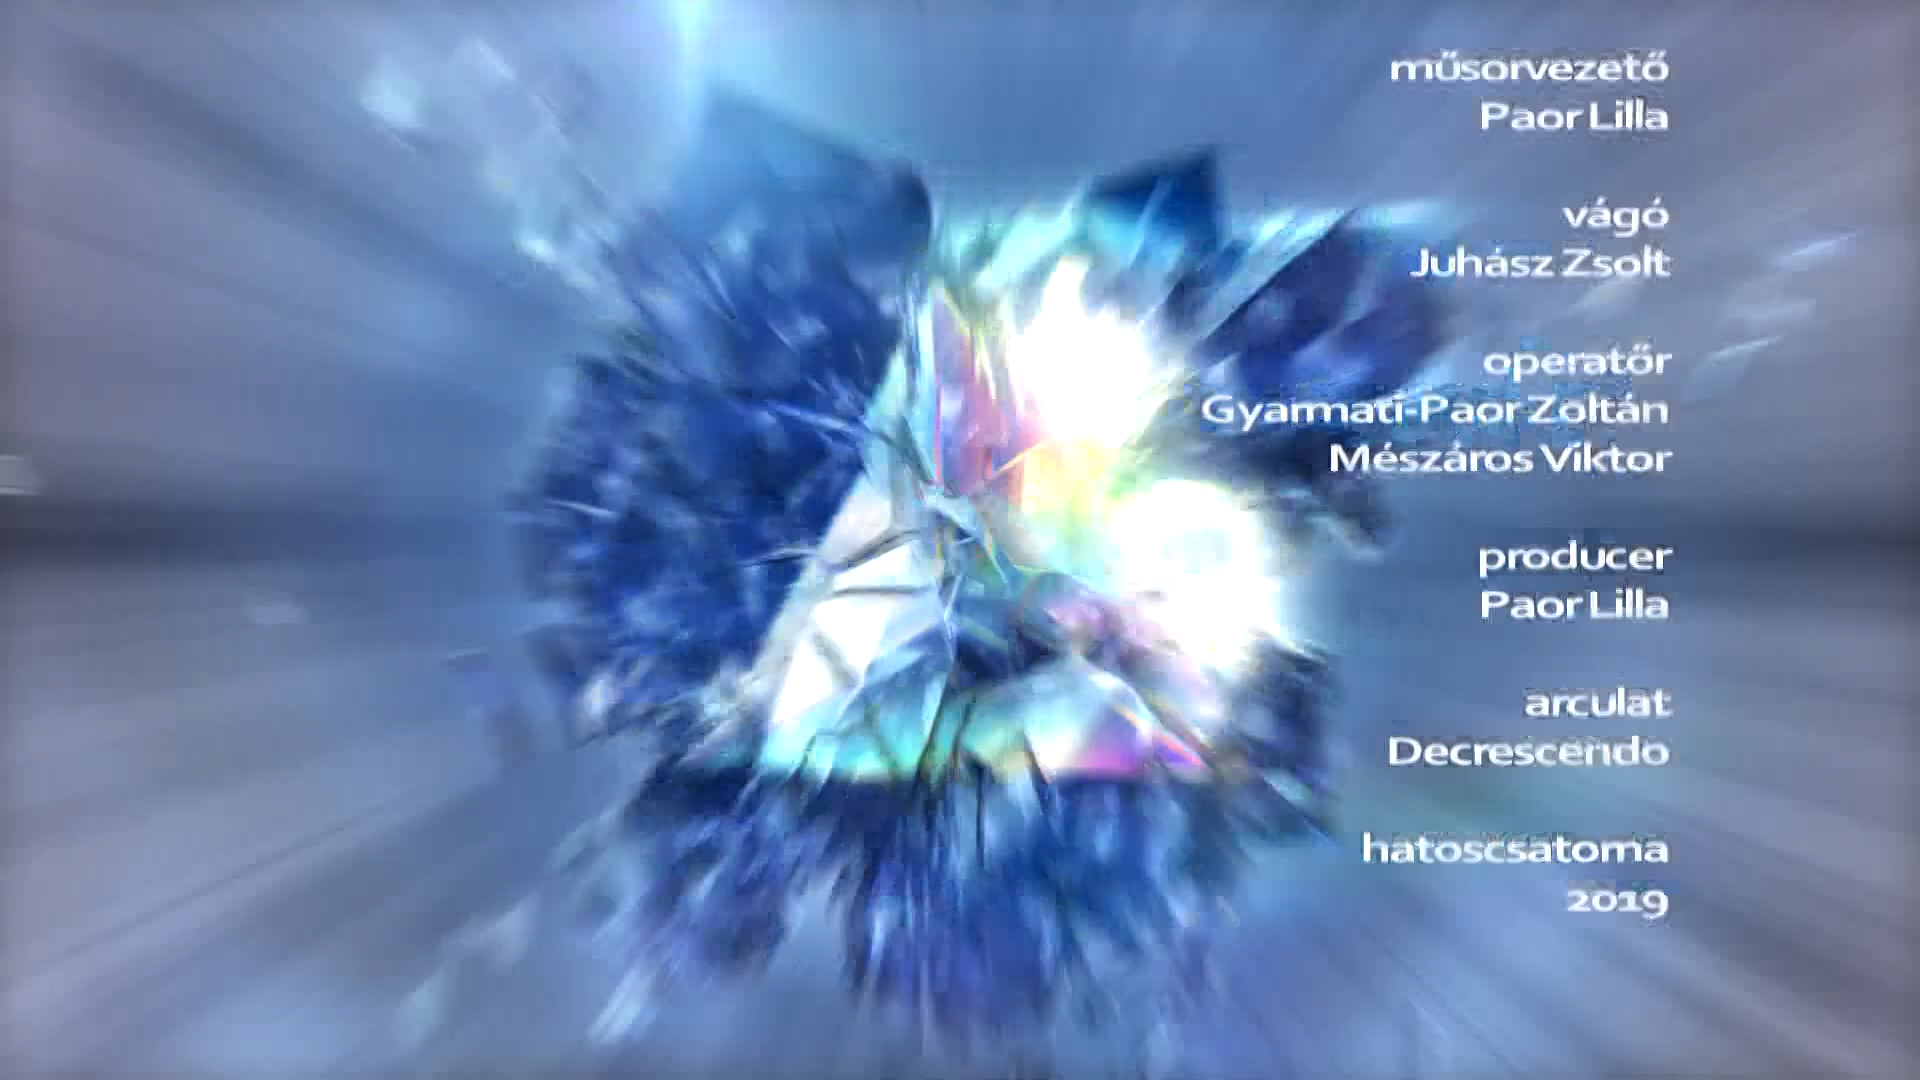 műsorvezető
Paor Lilla
vágó
Juhász Zsolt
operatőr
Gyarmati-Paor Zoltán
Mészáros Viktor
producer
Paor Lilla
arculat
Decrescendo
hatoscsatorna
2019